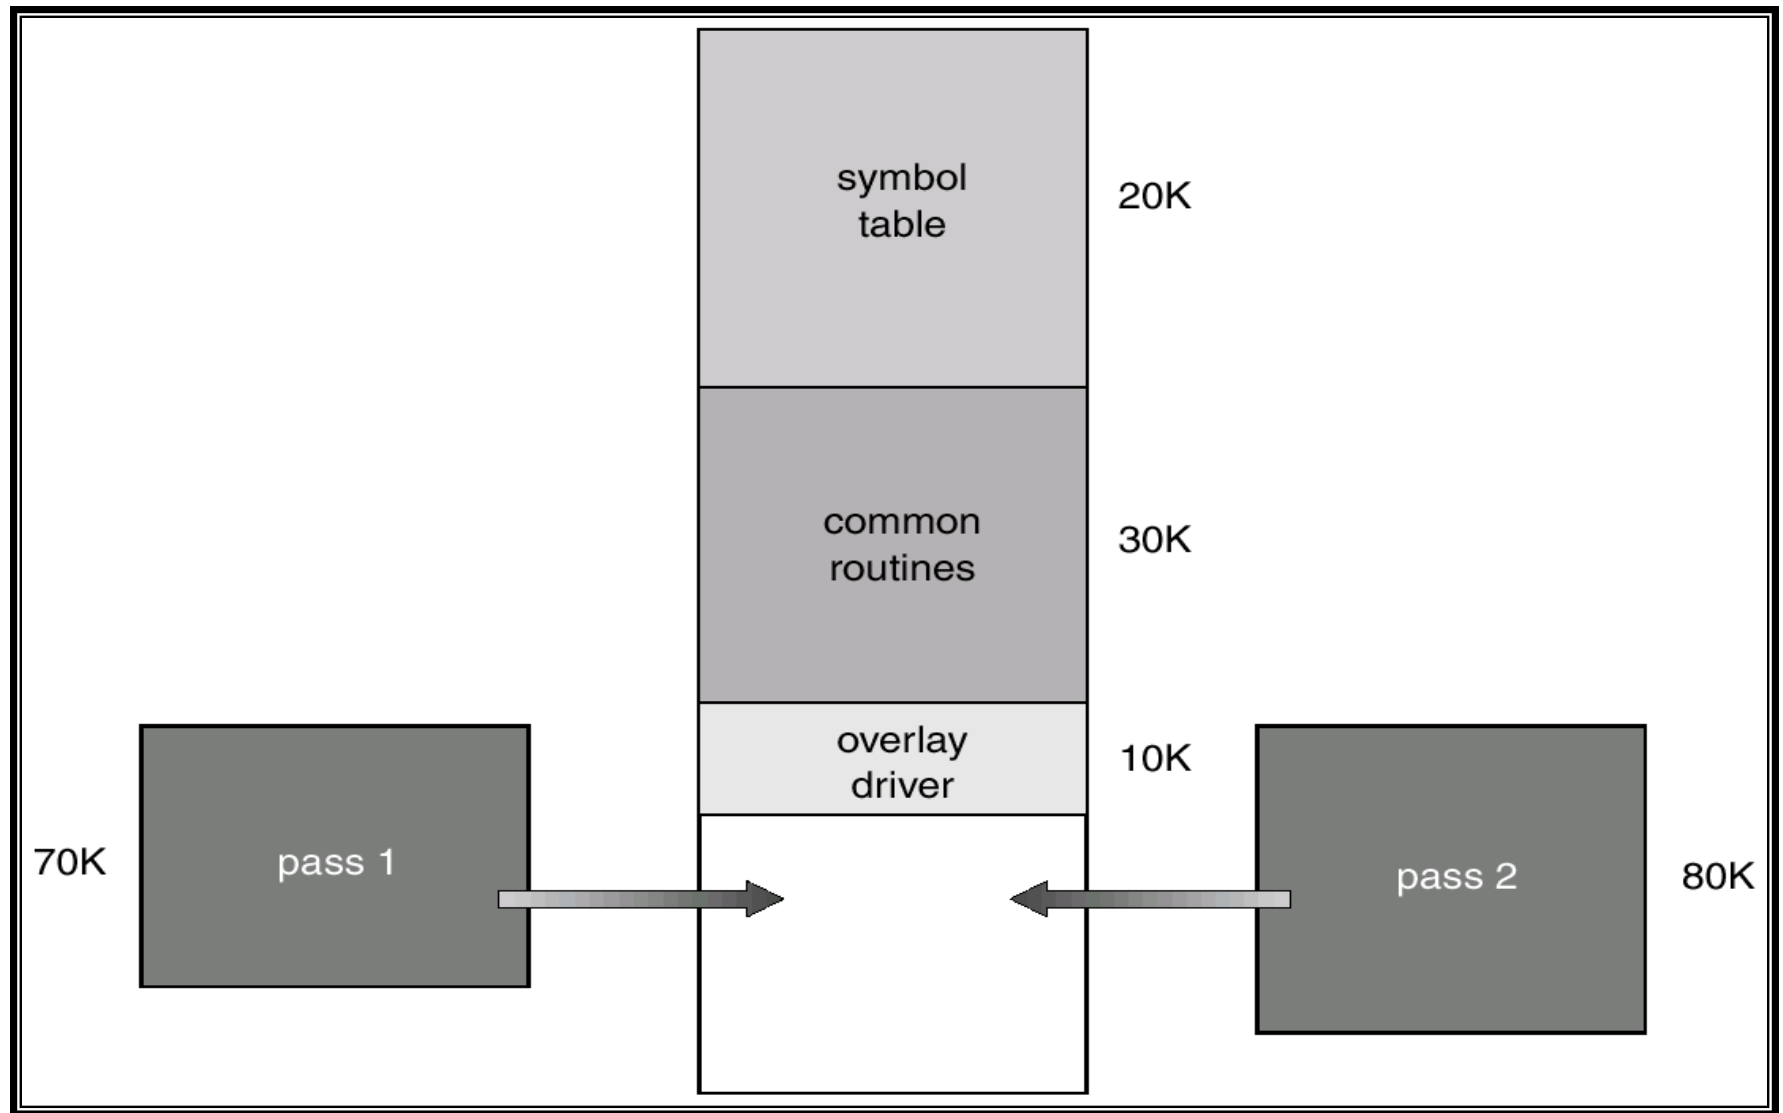 symbol
table
20K
common
routines
30K
overlay
driver
10K
70K
pass 1
pass 2
80K